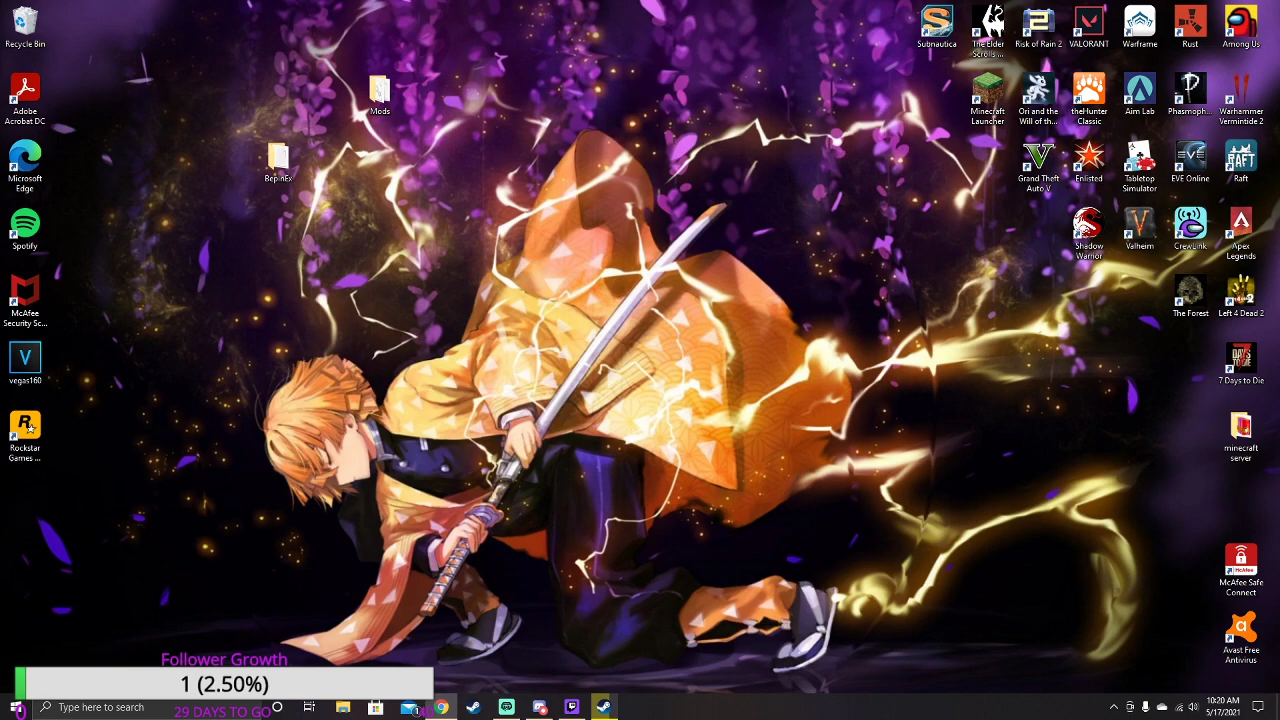 Recycle Bin
Adobe
Acrobat DC
Microsoft
Edge
Spotify
McAfee
Security Sc...
vegas160
Rockstar
Games ...
Mods
BepInEx
Subnautica
The Elder
Scrolls ...
Risk of Rain 2
VALORANT
Warframe
Rust
Among Us
Minecraft
Launcher
Ori and the
Will of th...
theHunter
Classic
Aim Lab
Phasmoph...
Warhammer
Vermintide 2
Grand Theft
Auto V
Enlisted
Tabletop
Simulator
EVE Online
Raft
Shadow
Warrior
Valheim
CrewLink
Apex
Legends
The Forest
Left 4 Dead 2
7 Days to Die
minecraft
server
McAfee Safe
Connect
Avast Free
Antivirus
Follower Growth
1 (2.50%)
0
29 DAYS TO GO
Type here to search
10:20 AM
5/17/2021